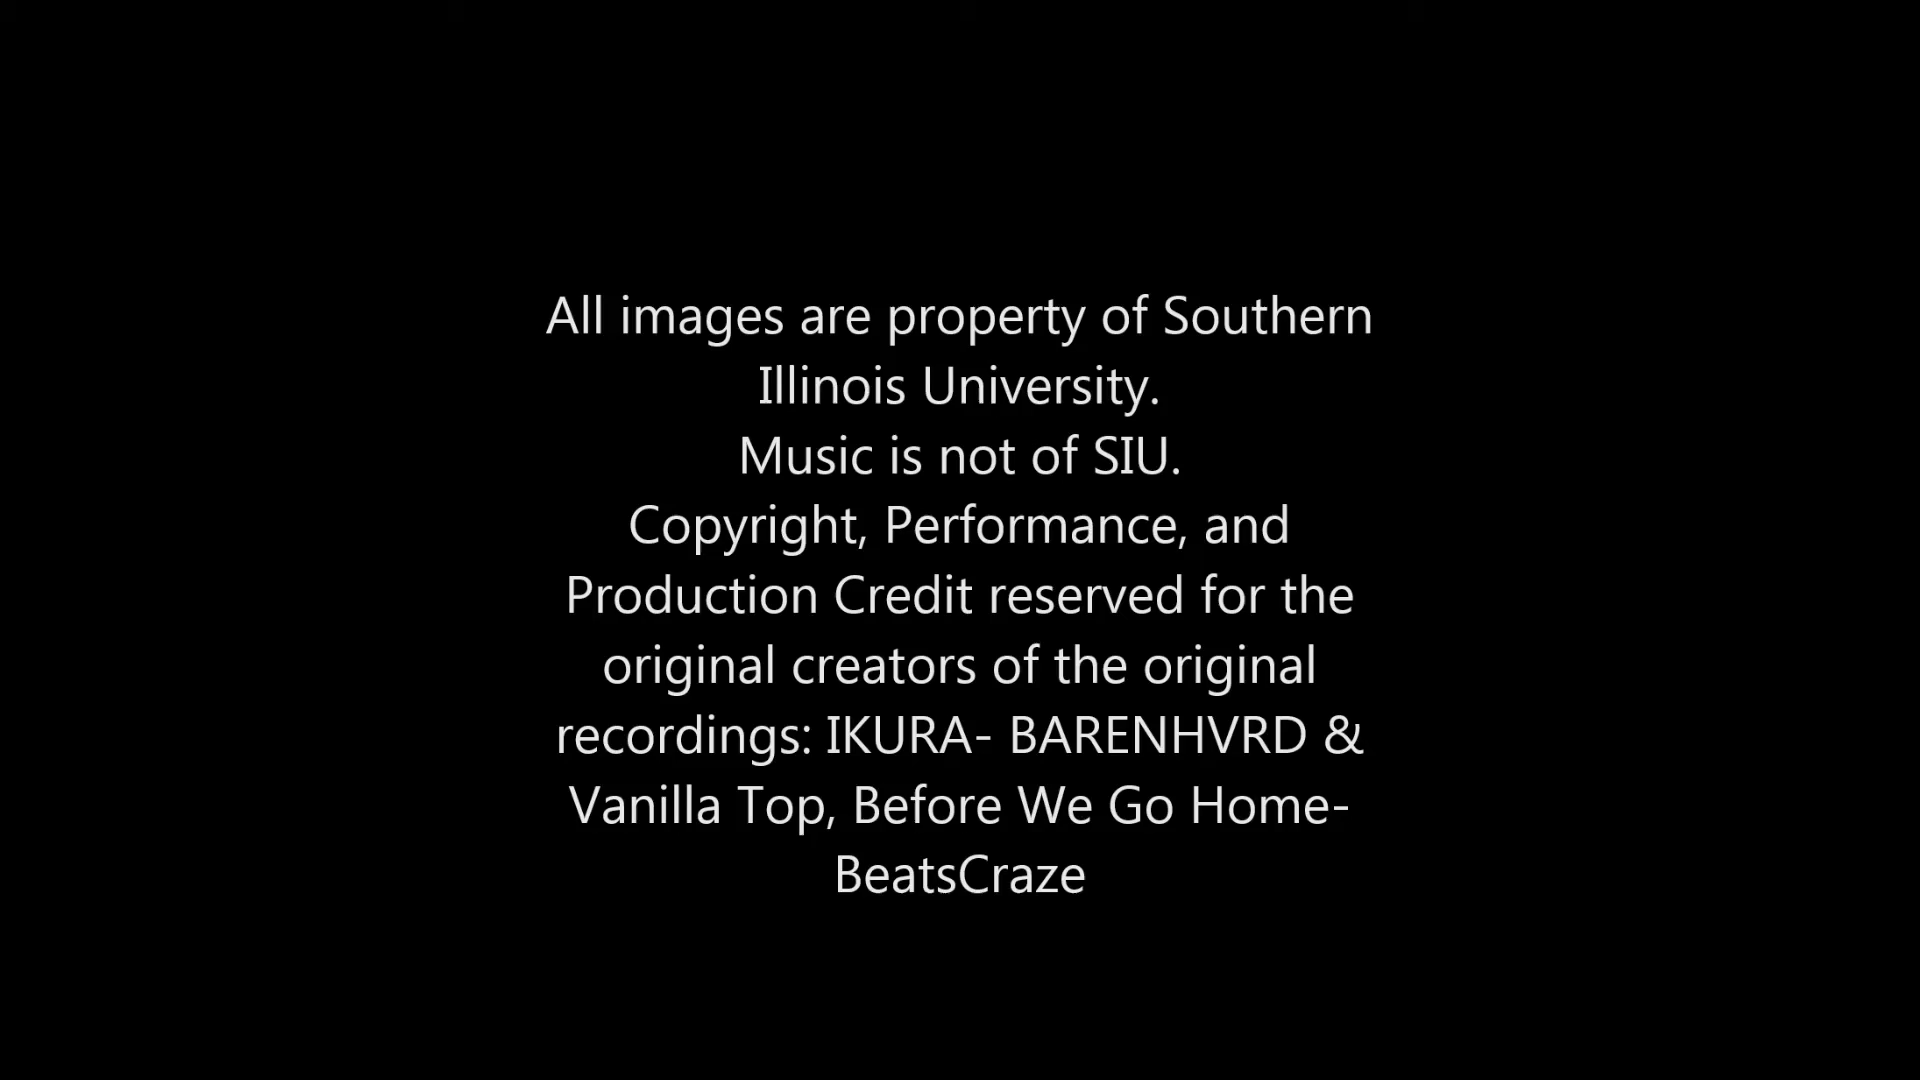 All images are property of Southern
Illinois University.
Music is not of SIU.
Copyright, Performance, and
Production Credit reserved for the
original creators of the original
recordings: IKURA- BARENHVRD &
Vanilla Top, Before We Go Home-
BeatsCraze